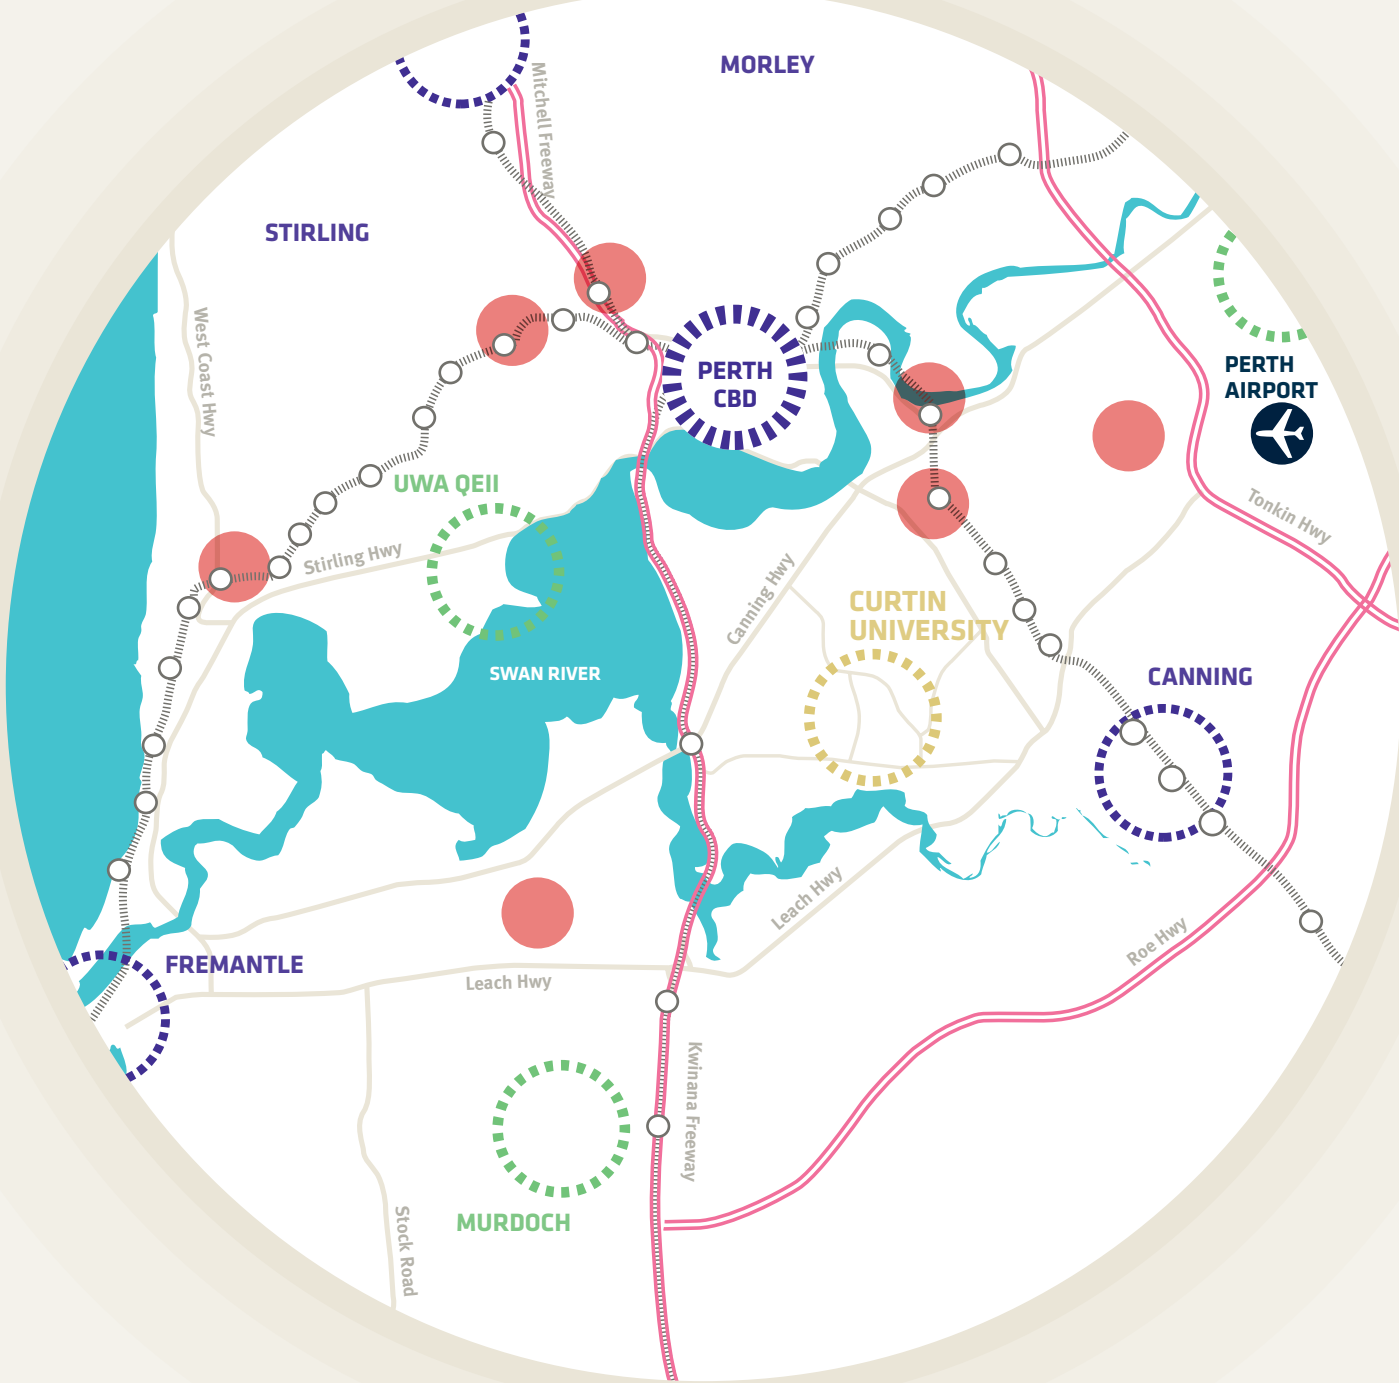 MORLEY
Mitchell Freeway
STIRLING
West Coast Hwy
PERTH
CBD
PERTH
AIRPORT
UWA QEII
Tonkin Hwy
Stirling Hwy
Canning Hwy
CURTIN
UNIVERSITY
SWAN RIVER
CANNING
Leach Hwy
Roe Hwy
FREMANTLE
Leach Hwy
Kwinana Freeway
MURDOCH
Stock Road